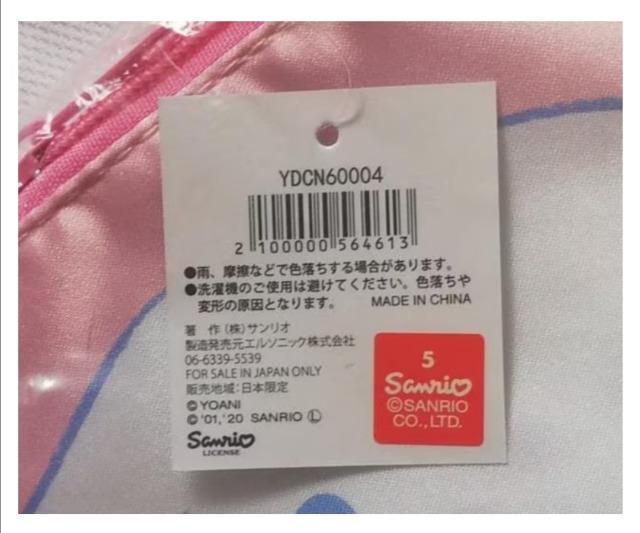 YDCN60004
2 100000 564613
●雨、摩擦などで色落ちする場合があります。
●洗濯機のご使用は避けてください。色落ちや
変形の原因となります。 MADE IN CHINA
著 作 (株)サンリオ
製造発売元エルソニック株式会社
06-6339-5539
FOR SALE IN JAPAN ONLY
販売地域:日本限定
© YOANI
© '01,'20 SANRIO Ⓛ
Sanrio
LICENSE
5
Sanrio
©SANRIO
CO.,LTD.